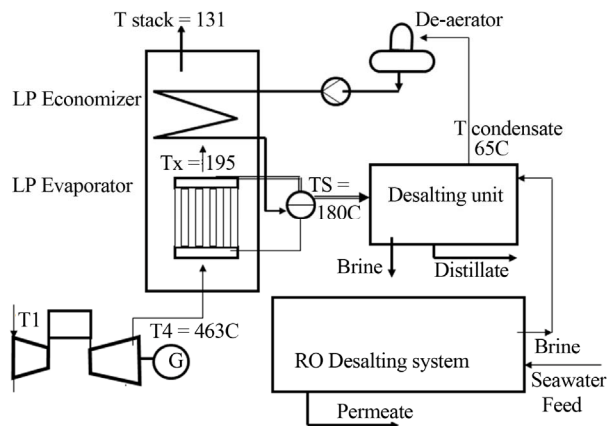 T stack = 131
De-aerator
LP Economizer
T condensate
65C
Tx = 195
LP Evaporator
TS =
180C
Desalting unit
Brine
Distillate
T1
T4 = 463C
G
RO Desalting system
Brine
Seawater
Feed
Permeate